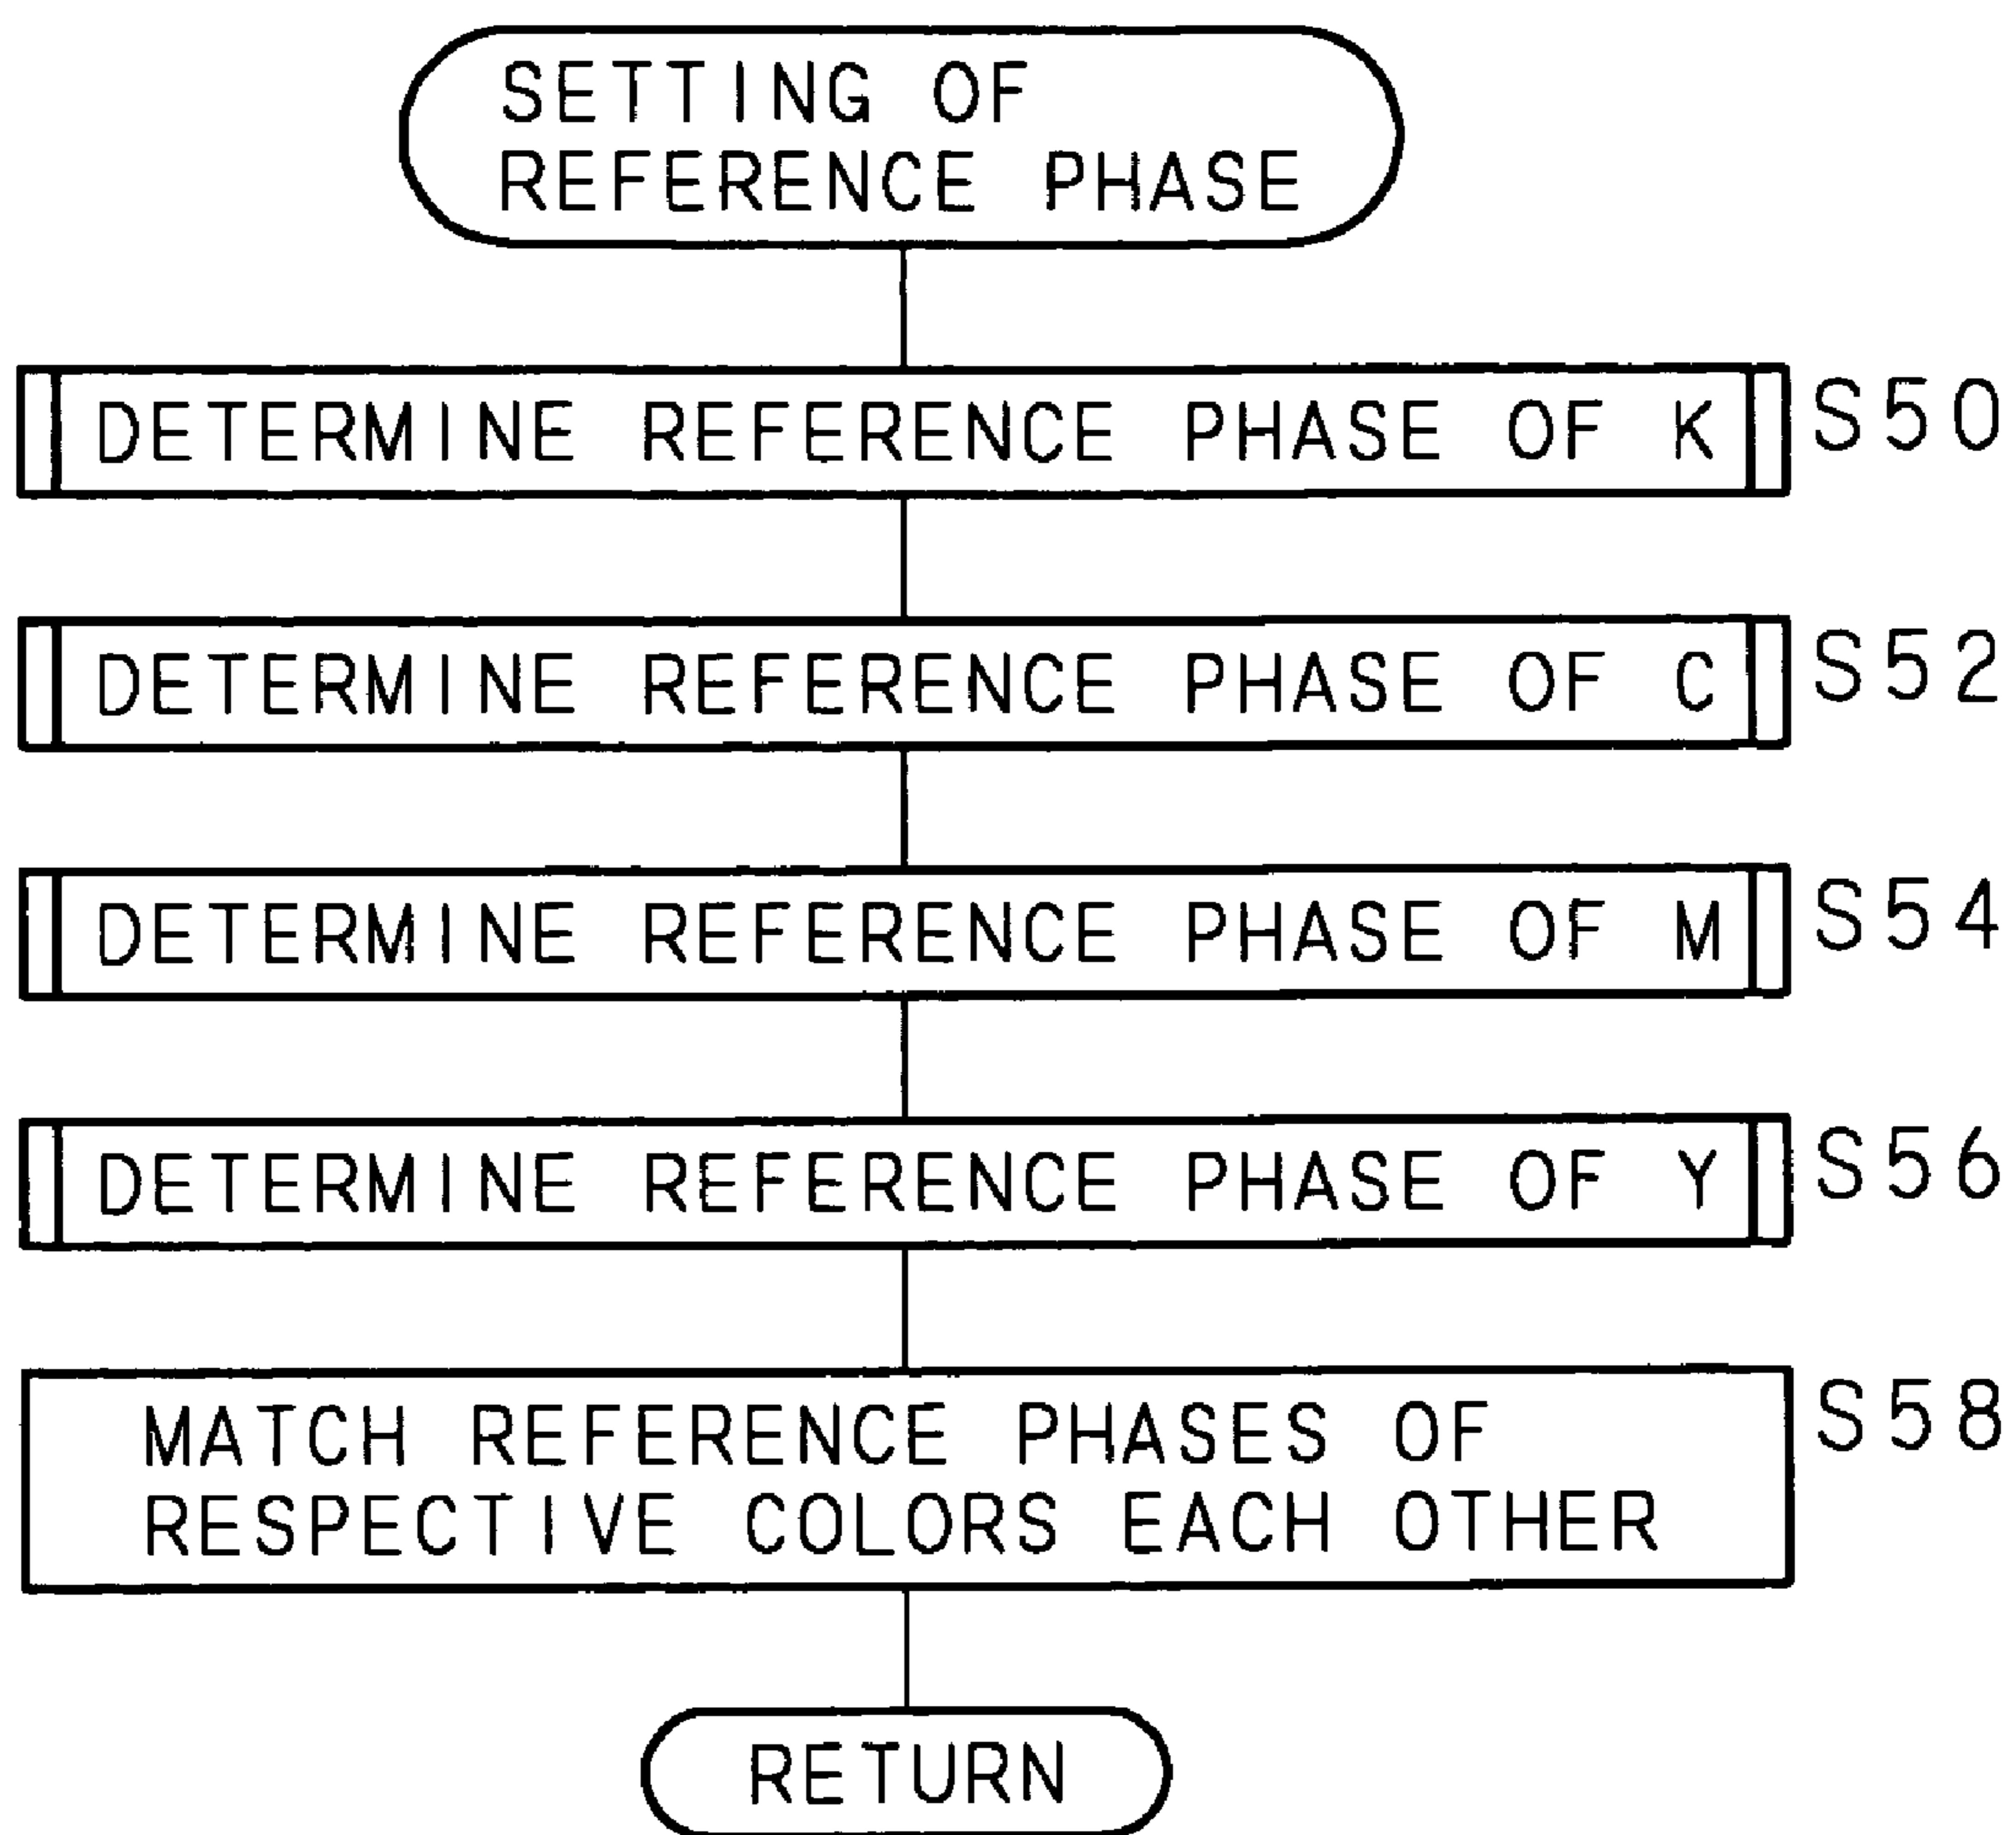 SETTING OF
REFERENCE PHASE
DETERMINE REFERENCE PHASE OF K
S50
DETERMINE REFERENCE PHASE OF C
S52
DETERMINE REFERENCE PHASE OF M
S54
DETERMINE REFERENCE PHASE OF Y
S56
MATCH REFERENCE PHASES OF
RESPECTIVE COLORS EACH OTHER
S58
RETURN